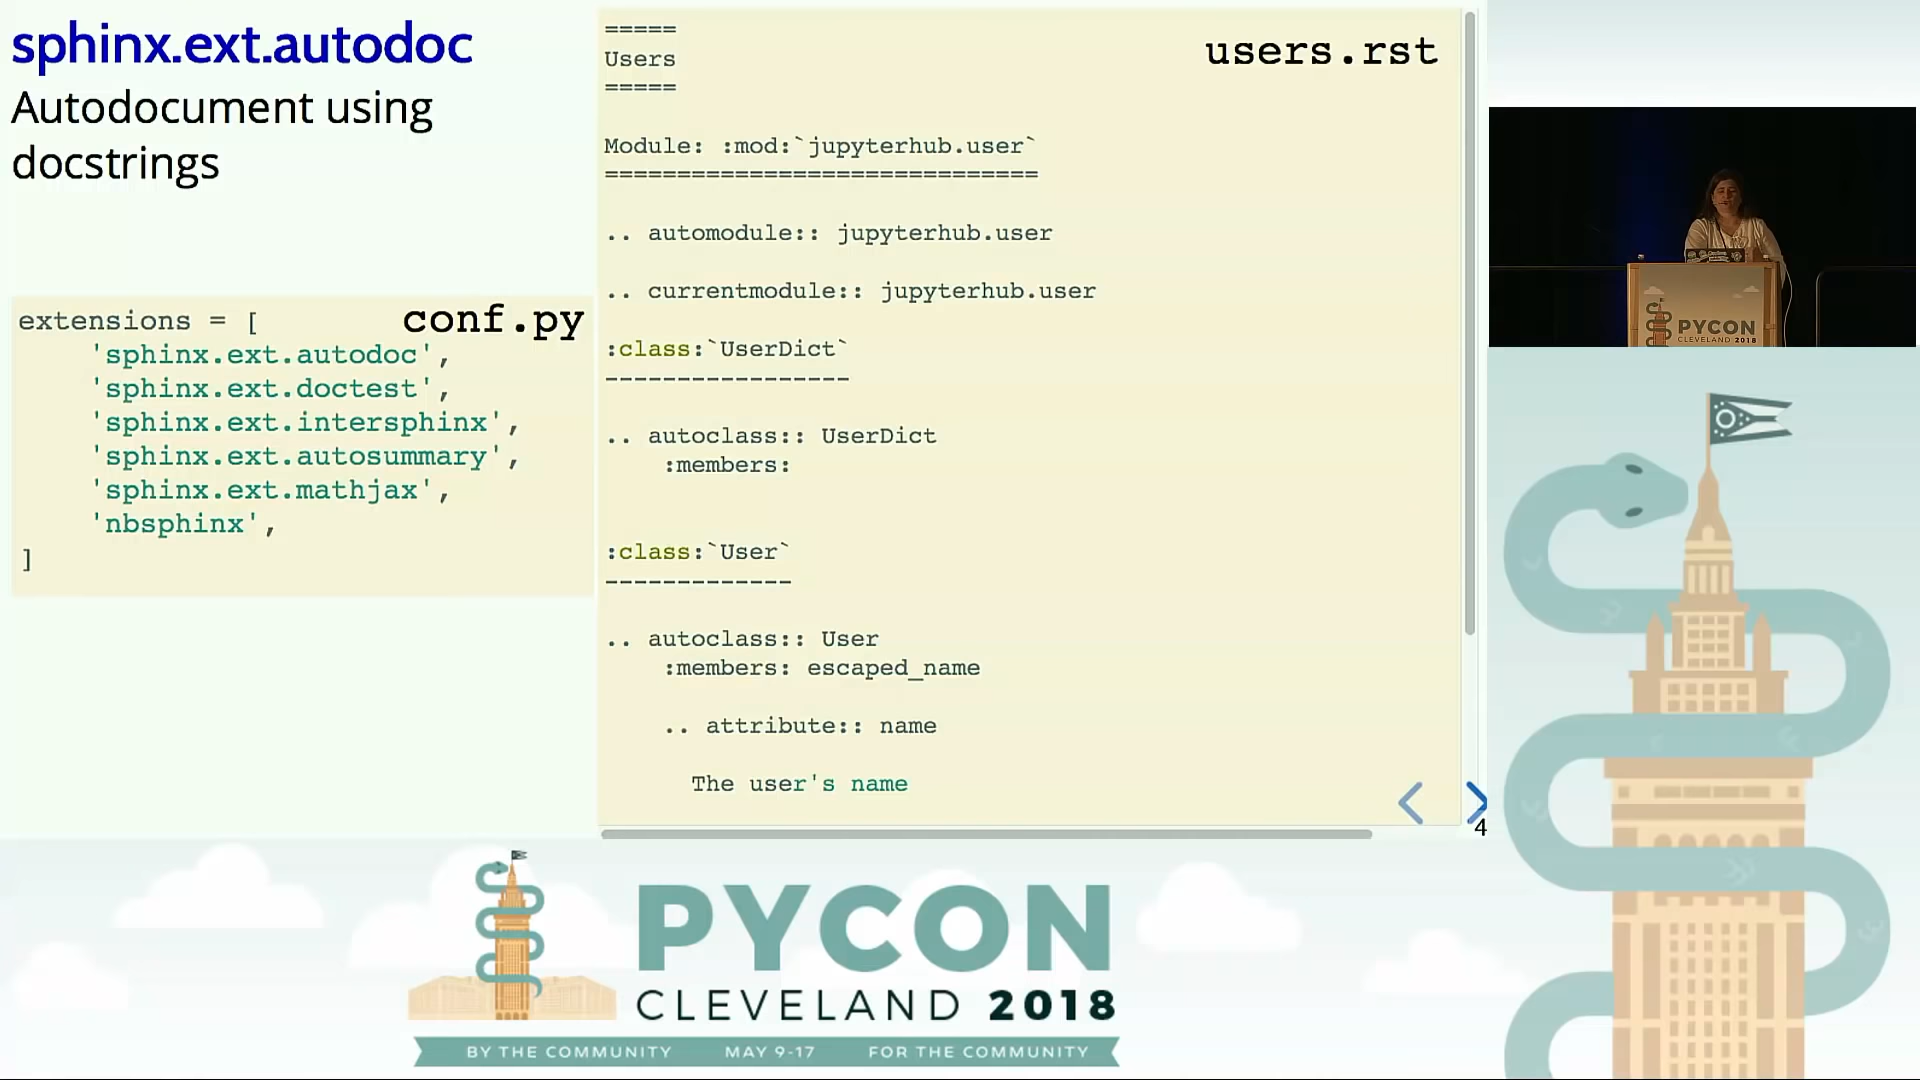 sphinx.ext.autodoc
Autodocument using
docstrings
extensions = [
conf.py
'sphinx.ext.autodoc',
'sphinx.ext.doctest',
'sphinx.ext.intersphinx',
'sphinx.ext.autosummary',
'sphinx.ext.mathjax',
'nbsphinx',
]
=====
Users
=====
users.rst
Module: :mod:`jupyterhub.user`
==============================
.. automodule:: jupyterhub.user
.. currentmodule:: jupyterhub.user
:class:`UserDict`
-----------------
.. autoclass:: UserDict
:members:
:class:`User`
-------------
.. autoclass:: User
:members: escaped_name
.. attribute:: name
The user's name
4
PYCON
CLEVELAND 2018
PYCON
CLEVELAND 2018
BY THE COMMUNITY MAY 9-17 FOR THE COMMUNITY